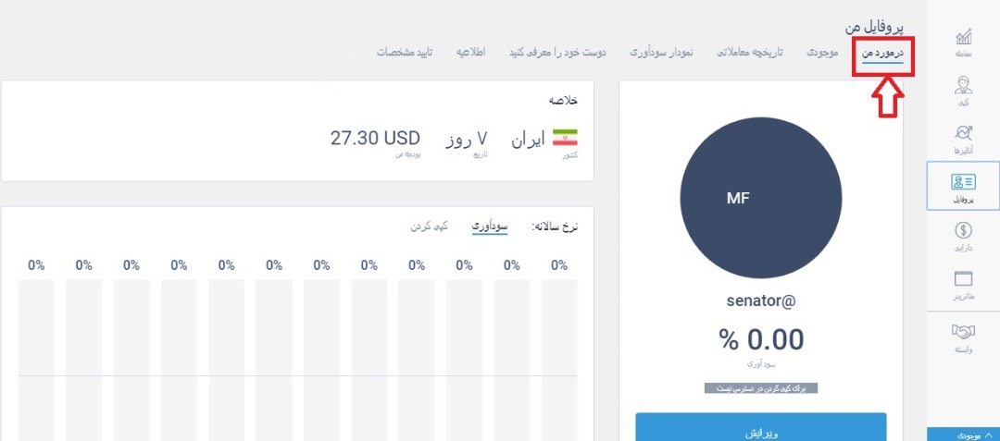 پروفایل من
درمورد من موجودی تاریخچه معاملاتی نمودار سودآوری دوست خود را معرفی کنید اطلاعیه تایید مشخصات
معامله
کپی
آنالیزها
پروفایل
دارایی
متاتریدر
وابسته
موجودی
MF
senator@
% 0.00
سودآوری
برای کپی کردن در دسترس نیست
ویرایش
خلاصه
ایران ۷ روز 27.30 USD
کشور تاریخ بودجه من
نرخ سالانه: سودآوری کپی کردن
0% 0% 0% 0% 0% 0% 0% 0% 0% 0% 0% 0%